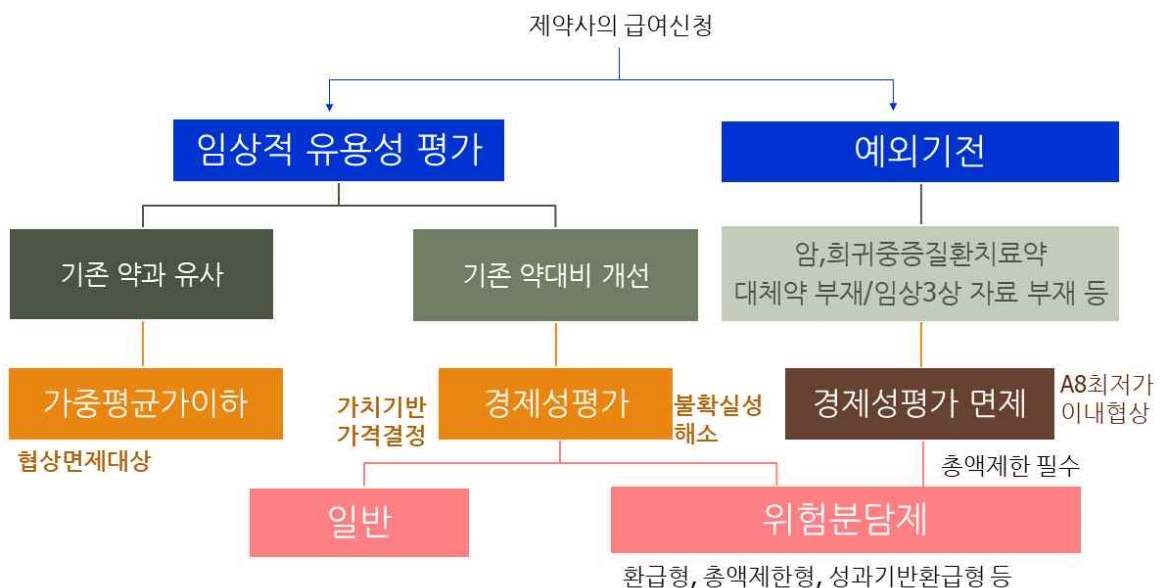 제약사의 급여신청
임상적 유용성 평가
예외기전
기존 약과 유사
기존 약대비 개선
암,희귀중증질환치료약
대체약 부재/임상3상 자료 부재 등
가중평균가이하
협상면제대상
가치기반
가격결정
경제성평가
불확실성
해소
경제성평가 면제
A8최저가
이내협상
총액제한 필수
일반
위험분담제
환급형, 총액제한형, 성과기반환급형 등